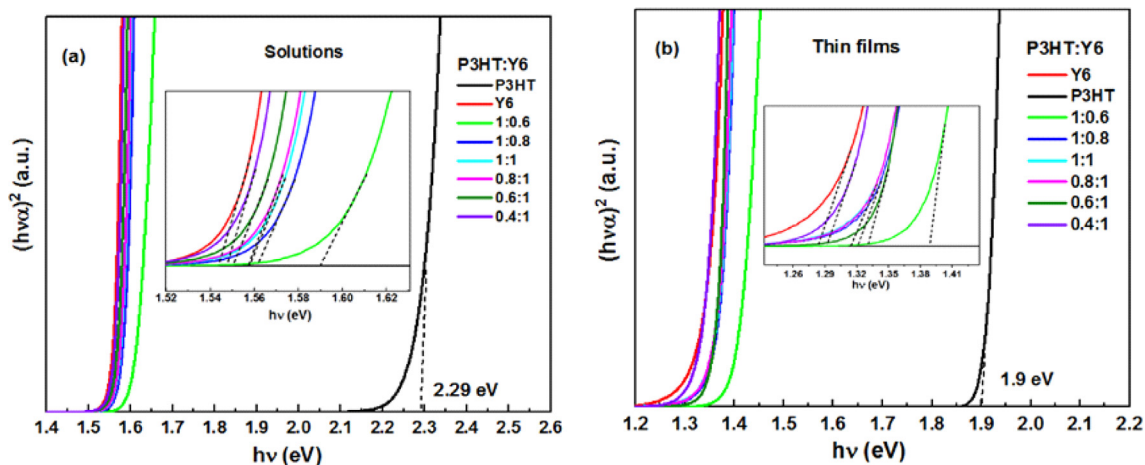 (a)
Solutions
P3HT:Y6
P3HT
Y6
1:0.6
1:0.8
1:1
0.8:1
0.6:1
0.4:1
1.52 1.54 1.56 1.58 1.60 1.62
hν (eV)
2.29 eV
(hνα)² (a.u.)
1.4 1.5 1.6 1.7 1.8 1.9 2.0 2.1 2.2 2.3 2.4 2.5 2.6
hν (eV)
(b)
Thin films
P3HT:Y6
Y6
P3HT
1:0.6
1:0.8
1:1
0.8:1
0.6:1
0.4:1
1.26 1.29 1.32 1.35 1.38 1.41
hν (eV)
1.9 eV
(hνα)² (a.u.)
1.2 1.3 1.4 1.5 1.6 1.7 1.8 1.9 2.0 2.1 2.2
hν (eV)